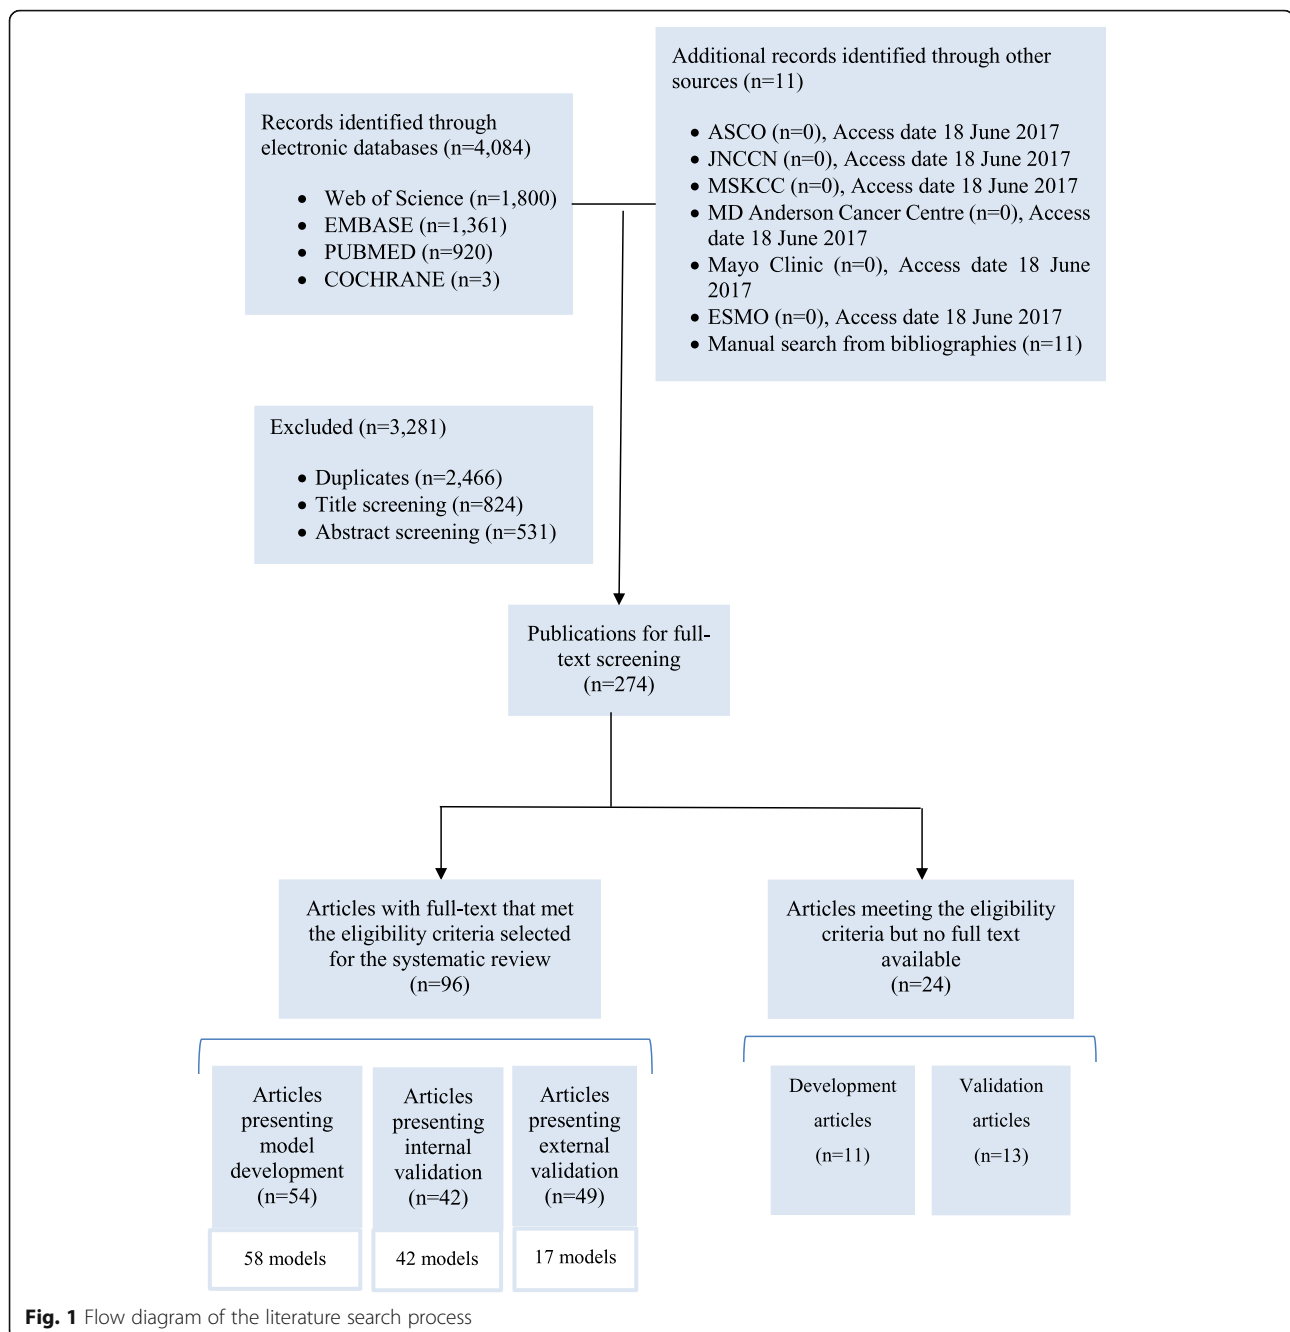 Records identified through
electronic databases (n=4,084)
• Web of Science (n=1,800)
• EMBASE (n=1,361)
• PUBMED (n=920)
• COCHRANE (n=3)
Additional records identified through other
sources (n=11)
• ASCO (n=0), Access date 18 June 2017
• JNCCN (n=0), Access date 18 June 2017
• MSKCC (n=0), Access date 18 June 2017
• MD Anderson Cancer Centre (n=0), Access
date 18 June 2017
• Mayo Clinic (n=0), Access date 18 June
2017
• ESMO (n=0), Access date 18 June 2017
• Manual search from bibliographies (n=11)
Excluded (n=3,281)
• Duplicates (n=2,466)
• Title screening (n=824)
• Abstract screening (n=531)
Publications for full-
text screening
(n=274)
Articles with full-text that met
the eligibility criteria selected
for the systematic review
(n=96)
Articles meeting the eligibility
criteria but no full text
available
(n=24)
Articles
presenting
model
development
(n=54)
Articles
presenting
internal
validation
(n=42)
Articles
presenting
external
validation
(n=49)
Development
articles
(n=11)
Validation
articles
(n=13)
58 models
42 models
17 models
Fig. 1 Flow diagram of the literature search process